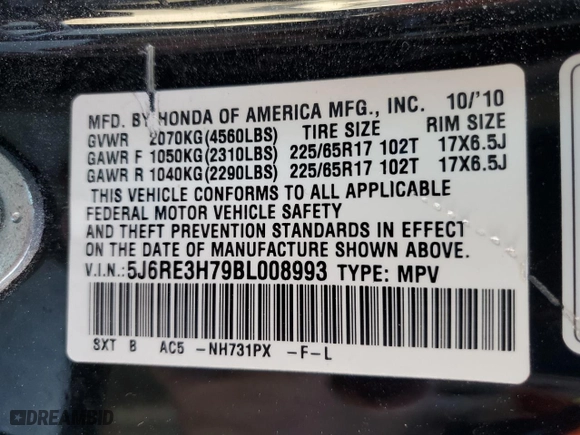 MFD. BY HONDA OF AMERICA MFG., INC. 10/'10
GVWR 2070KG(4560LBS) TIRE SIZE RIM SIZE
GAWR F 1050KG(2310LBS) 225/65R17 102T 17X6.5J
GAWR R 1040KG(2290LBS) 225/65R17 102T 17X6.5J
THIS VEHICLE CONFORMS TO ALL APPLICABLE
FEDERAL MOTOR VEHICLE SAFETY
AND THEFT PREVENTION STANDARDS IN EFFECT
ON THE DATE OF MANUFACTURE SHOWN ABOVE.
V.I.N.: 5J6RE3H79BL008993 TYPE: MPV
SXT B AC5 -NH731PX -F-L
DREAMSID